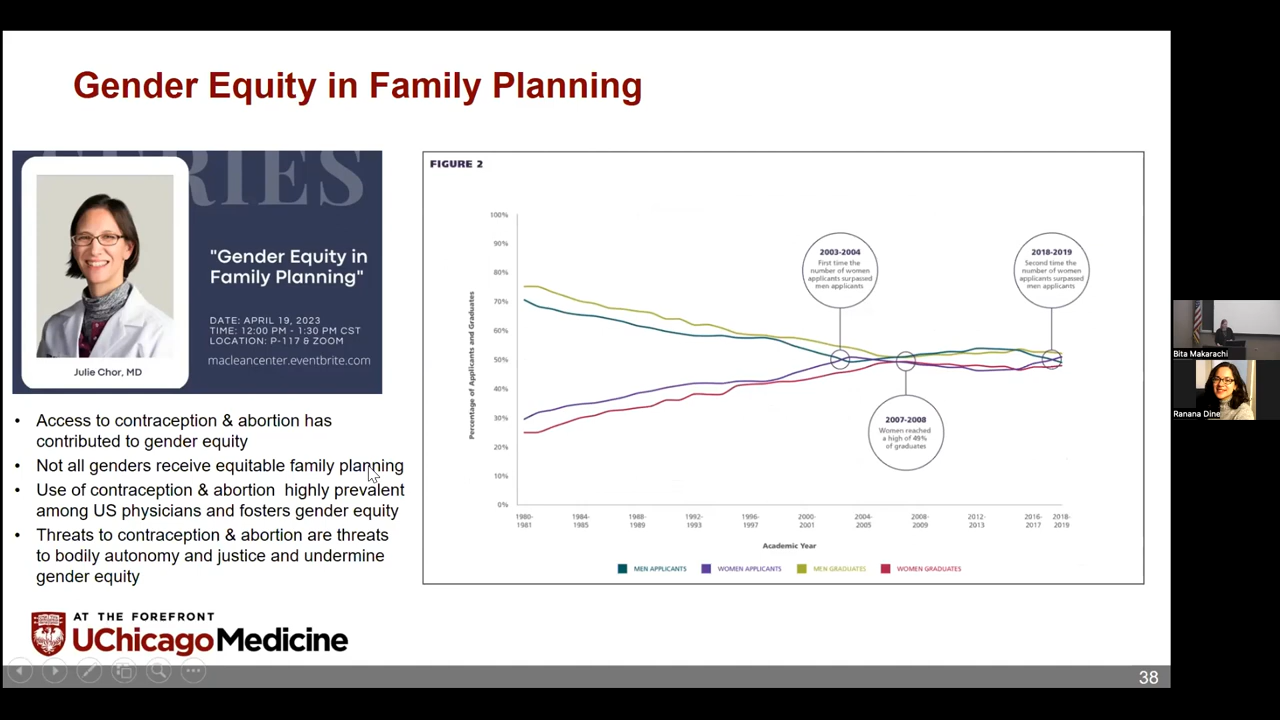 Gender Equity in Family Planning
SERIES
"Gender Equity in
Family Planning"
DATE: APRIL 19, 2023
TIME: 12:00 PM - 1:30 PM CST
LOCATION: P-117 & ZOOM
macleancenter.eventbrite.com
Julie Chor, MD
• Access to contraception & abortion has
contributed to gender equity
• Not all genders receive equitable family planning
• Use of contraception & abortion highly prevalent
among US physicians and fosters gender equity
• Threats to contraception & abortion are threats
to bodily autonomy and justice and undermine
gender equity
AT THE FOREFRONT
UChicagoMedicine
FIGURE 2
Percentage of Applicants and Graduates
100%
90%
80%
70%
60%
50%
40%
30%
20%
10%
0%
2003-2004
First time the
number of women
applicants surpassed
men applicants
2018-2019
Second time the
number of women
applicants surpassed
men applicants
2007-2008
Women reached
a high of 49%
of graduates
1980-
1981
1984-
1985
1988-
1989
1992-
1993
1996-
1997
2000-
2001
2004-
2005
2008-
2009
2012-
2013
2016-
2017
2018-
2019
Academic Year
MEN APPLICANTS
WOMEN APPLICANTS
MEN GRADUATES
WOMEN GRADUATES
38
Bita Makarachi
Ranana Dine